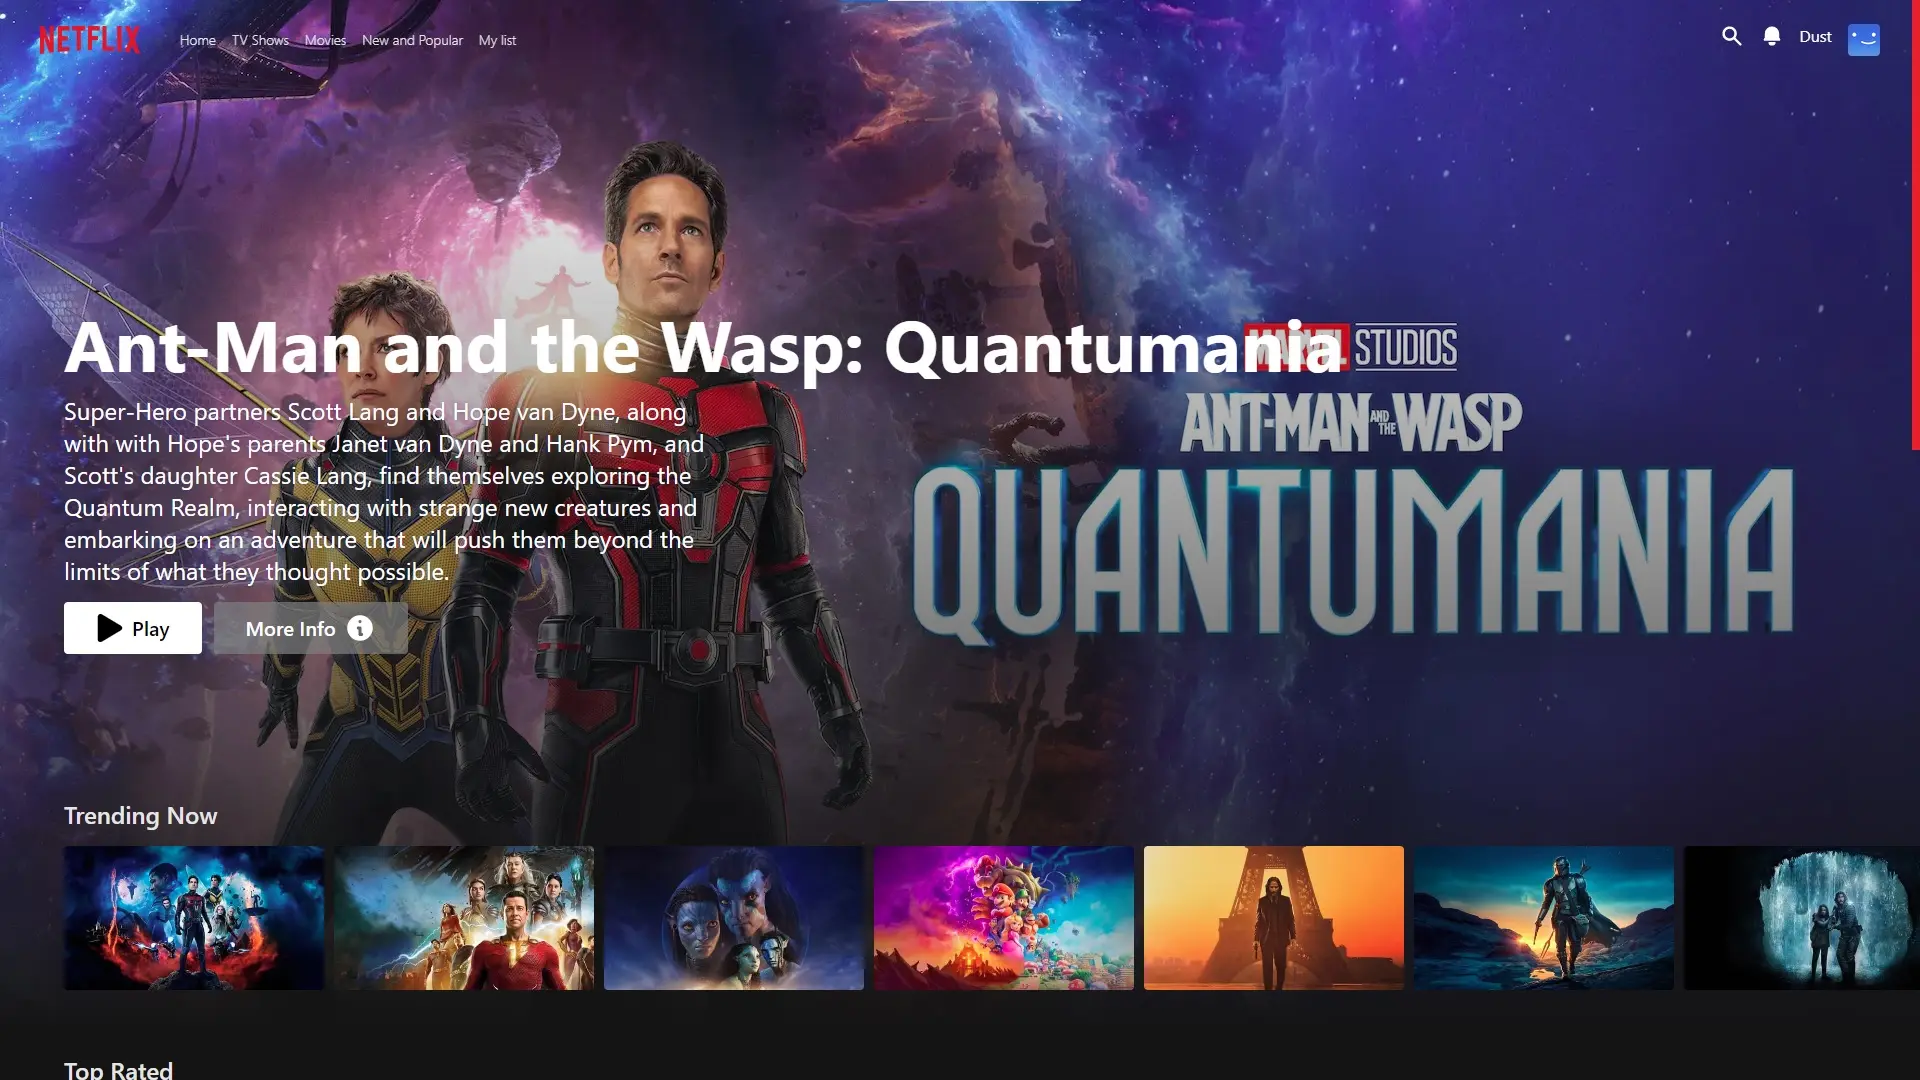 NETFLIX
Home TV Shows Movies New and Popular My list
Dust
Ant-Man and the Wasp: Quantumania
MARVEL STUDIOS
ANT-MAN AND THE WASP
QUANTUMANIA
Super-Hero partners Scott Lang and Hope van Dyne, along
with with Hope's parents Janet van Dyne and Hank Pym, and
Scott's daughter Cassie Lang, find themselves exploring the
Quantum Realm, interacting with strange new creatures and
embarking on an adventure that will push them beyond the
limits of what they thought possible.
Play More Info
Trending Now
Top Rated